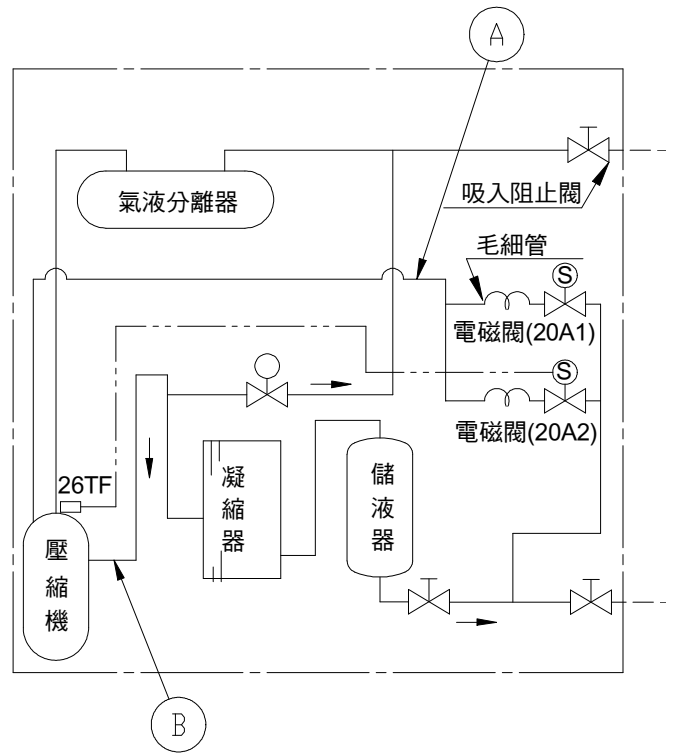 A
氣液分離器
吸入阻止閥
毛細管
S
電磁閥(20A1)
S
電磁閥(20A2)
26TF
凝縮器
儲液器
壓縮機
B